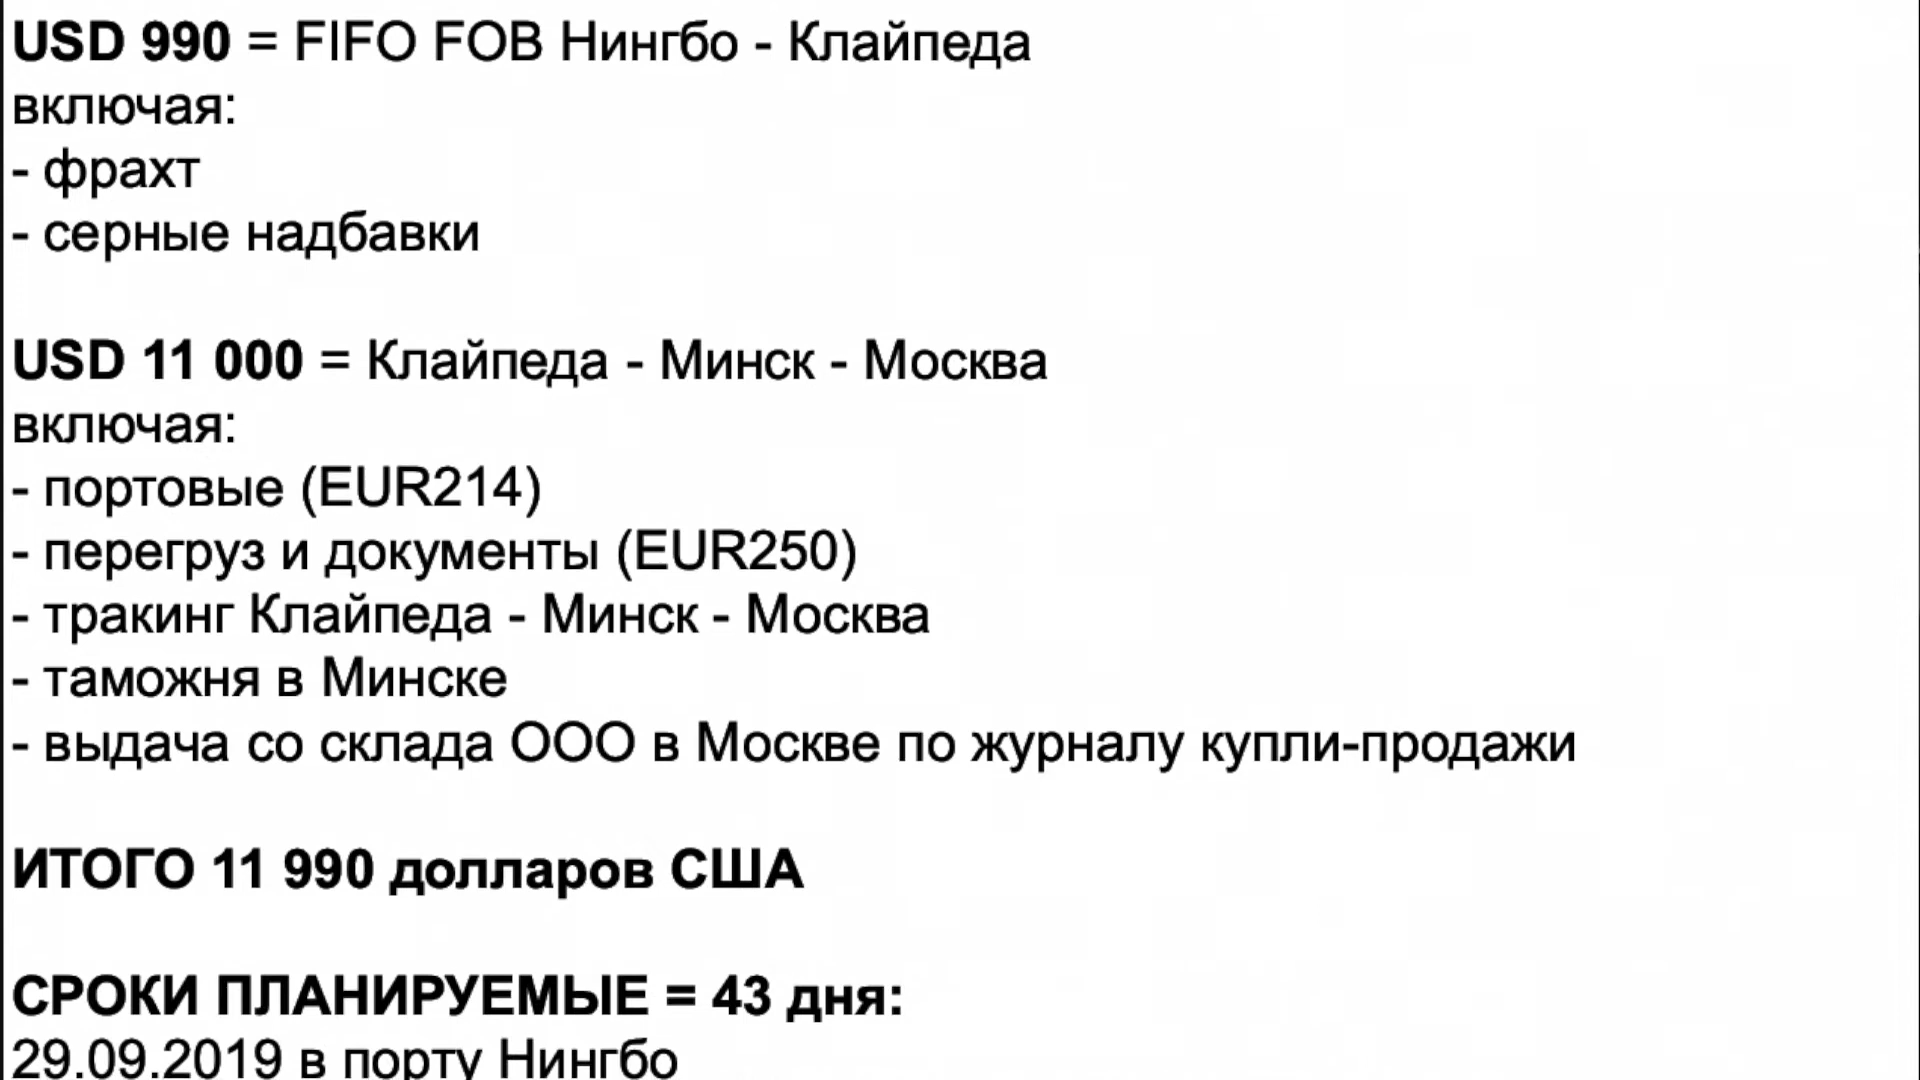 USD 990 = FIFO FOB Нингбо - Клайпеда
включая:
- фрахт
- серные надбавки
USD 11 000 = Клайпеда - Минск - Москва
включая:
- портовые (EUR214)
- перегруз и документы (EUR250)
- тракинг Клайпеда - Минск - Москва
- таможня в Минске
- выдача со склада ООО в Москве по журналу купли-продажи
ИТОГО 11 990 долларов США
СРОКИ ПЛАНИРУЕМЫЕ = 43 дня:
29.09.2019 в порту Нингбо